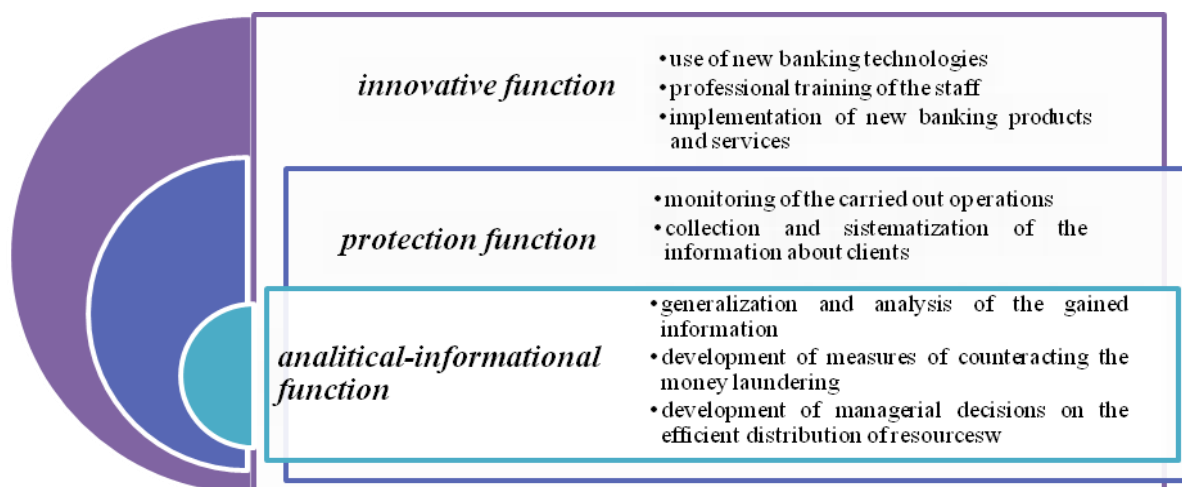 innovative function
•use of new banking technologies
•professional training of the staff
•implementation of new banking products
and services
protection function
•monitoring of the carried out operations
•collection and sistematization of the
information about clients
analitical-informational
function
•generalization and analysis of the gained
information
•development of measures of counteracting the
money laundering
•development of managerial decisions on the
efficient distribution of resourcesw